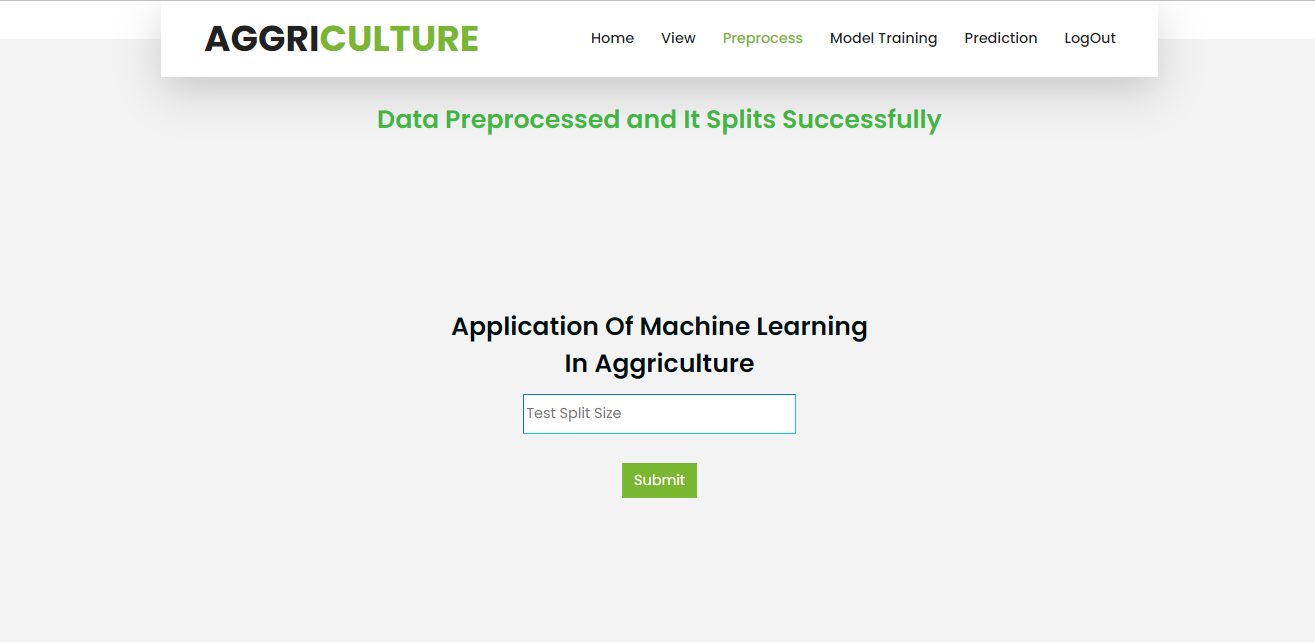 AGGRICULTURE
Home View Preprocess Model Training Prediction LogOut
Data Preprocessed and It Splits Successfully
Application Of Machine Learning
In Aggriculture
Test Split Size
Submit